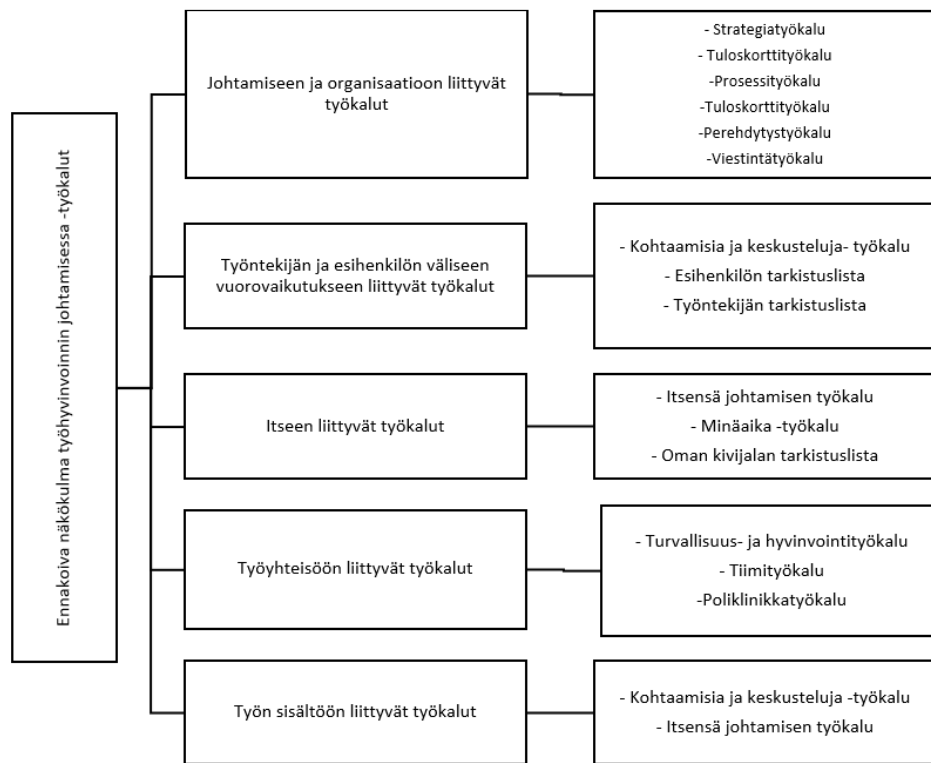 Ennakoiva näkökulma työhyvinvoinnin johtamisessa -työkalut
Johtamiseen ja organisaatioon liittyvät
työkalut
- Strategiatyökalu
- Tuloskorttityökalu
-Prosessityökalu
-Tuloskorttityökalu
-Perehdytystyökalu
-Viestintätyökalu
Työntekijän ja esihenkilön väliseen
vuorovaikutukseen liittyvät työkalut
- Kohtaamisia ja keskusteluja- työkalu
- Esihenkilön tarkistuslista
- Työntekijän tarkistuslista
Itseen liittyvät työkalut
- Itsensä johtamisen työkalu
- Minäaika -työkalu
- Oman kivijalan tarkistuslista
Työyhteisöön liittyvät työkalut
- Turvallisuus- ja hyvinvointityökalu
- Tiimityökalu
-Poliklinikkatyökalu
Työn sisältöön liittyvät työkalut
- Kohtaamisia ja keskusteluja -työkalu
- Itsensä johtamisen työkalu